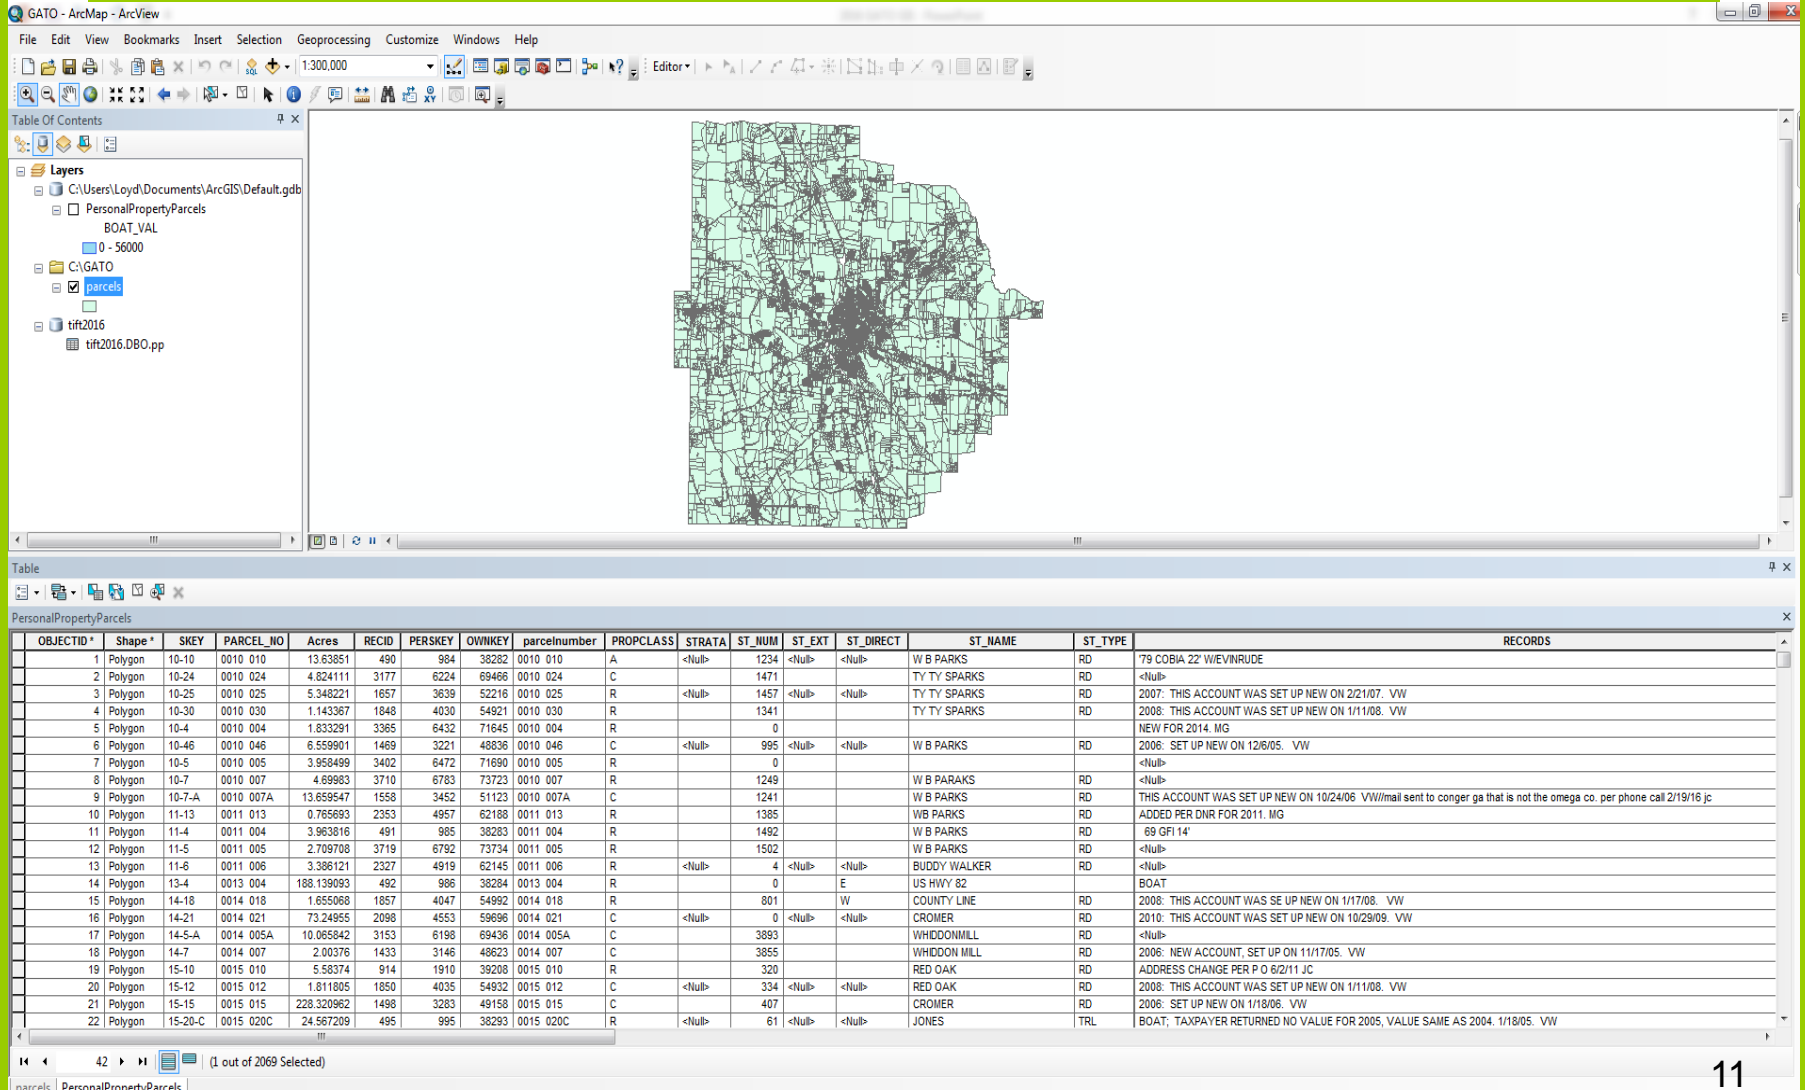 GATO - ArcMap - ArcView
File Edit View Bookmarks Insert Selection Geoprocessing Customize Windows Help
1:300,000 Editor
Table Of Contents
Layers
C:\Users\Loyd\Documents\ArcGIS\Default.gdb
PersonalPropertyParcels
BOAT_VAL
0 - 56000
C:\GATO
parcels
tift2016
tift2016.DBO.pp
Table
PersonalPropertyParcels
OBJECTID * Shape * SKEY PARCEL_NO Acres RECID PERSKEY OWNKEY parcelnumber PROPCLASS STRATA ST_NUM ST_EXT ST_DIRECT ST_NAME ST_TYPE RECORDS
1 Polygon 10-10 0010 010 13.63851 490 984 38282 0010 010 A <Null> 1234 <Null> <Null> W B PARKS RD '79 COBIA 22' W/EVINRUDE
2 Polygon 10-24 0010 024 4.824111 3177 6224 69466 0010 024 C 1471 TY TY SPARKS RD <Null>
3 Polygon 10-25 0010 025 5.348221 1657 3639 52216 0010 025 R <Null> 1457 <Null> <Null> TY TY SPARKS RD 2007: THIS ACCOUNT WAS SET UP NEW ON 2/21/07. VW
4 Polygon 10-30 0010 030 1.143367 1848 4030 54921 0010 030 R 1341 TY TY SPARKS RD 2008: THIS ACCOUNT WAS SET UP NEW ON 1/11/08. VW
5 Polygon 10-4 0010 004 1.833291 3365 6432 71645 0010 004 R 0 NEW FOR 2014. MG
6 Polygon 10-46 0010 046 6.559901 1469 3221 48836 0010 046 C <Null> 995 <Null> <Null> W B PARKS RD 2006: SET UP NEW ON 12/6/05. VW
7 Polygon 10-5 0010 005 3.958499 3402 6472 71690 0010 005 R 0 <Null>
8 Polygon 10-7 0010 007 4.69983 3710 6783 73723 0010 007 R 1249 W B PARAKS RD <Null>
9 Polygon 10-7-A 0010 007A 13.659547 1558 3452 51123 0010 007A C 1241 W B PARKS RD THIS ACCOUNT WAS SET UP NEW ON 10/24/06 VW//mail sent to conger ga that is not the omega co. per phone call 2/19/16 jc
10 Polygon 11-13 0010 013 0.765693 2353 4957 62188 0011 013 R 1385 WB PARKS RD ADDED PER DNR FOR 2011. MG
11 Polygon 11-4 0011 004 3.963816 491 985 38283 0011 004 R 1492 W B PARKS RD 69 GFI 14'
12 Polygon 11-5 0011 005 2.709708 3719 6792 73734 0011 005 R 1502 W B PARKS RD <Null>
13 Polygon 11-6 0011 006 3.386121 2327 4919 62145 0011 006 R <Null> 4 <Null> <Null> BUDDY WALKER RD <Null>
14 Polygon 13-4 0013 004 188.139093 492 986 38284 0013 004 R 0 E US HWY 82 BOAT
15 Polygon 14-18 0014 018 1.655068 1857 4047 54992 0014 018 R 801 W COUNTY LINE RD 2008: THIS ACCOUNT WAS SE UP NEW ON 1/17/08. VW
16 Polygon 14-21 0014 021 73.24955 2098 4553 59696 0014 021 C <Null> 0 <Null> <Null> CROMER RD 2010: THIS ACCOUNT WAS SET UP NEW ON 10/29/09. VW
17 Polygon 14-5-A 0014 005A 10.065842 3153 6198 69436 0014 005A C 3893 WHIDDONMILL RD <Null>
18 Polygon 14-7 0014 007 2.00376 1433 3146 48623 0014 007 C 3855 WHIDDON MILL RD 2006: NEW ACCOUNT, SET UP ON 11/17/05. VW
19 Polygon 15-10 0015 010 5.58374 914 1910 39208 0015 010 R 320 RED OAK RD ADDRESS CHANGE PER P O 6/2/11 JC
20 Polygon 15-12 0015 012 1.811805 1850 4035 54932 0015 012 C <Null> 334 <Null> <Null> RED OAK RD 2008: THIS ACCOUNT WAS SET UP NEW ON 1/11/08. VW
21 Polygon 15-15 0015 015 228.320962 1498 3283 49158 0015 015 C 407 CROMER RD 2006: SET UP NEW ON 1/18/06. VW
22 Polygon 15-20-C 0015 020C 24.567209 495 995 38293 0015 020C R <Null> 61 <Null> <Null> JONES TRL BOAT; TAXPAYER RETURNED NO VALUE FOR 2005, VALUE SAME AS 2004. 1/18/05. VW
42 (1 out of 2069 Selected)
11
parcels PersonalPropertyParcels